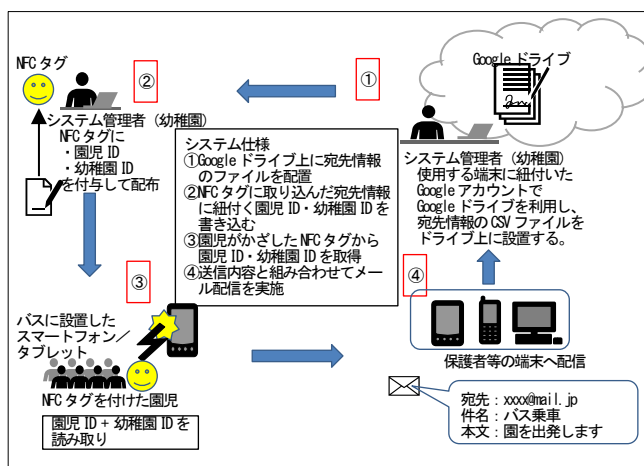 NFCタグ
②
システム管理者（幼稚園）
NFCタグに
・園児ID
・幼稚園ID
を付与して配布
①
Googleドライブ
システム管理者（幼稚園）
使用する端末に紐付いた
Googleアカウントで
Googleドライブを利用し、
宛先情報のCSVファイルを
ドライブ上に設置する。
システム仕様
①Googleドライブ上に宛先情報
のファイルを配置
②NFCタグに取り込んだ宛先情報
に紐付く園児ID・幼稚園IDを
書き込む
③園児がかざしたNFCタグから
園児ID・幼稚園IDを取得
④送信内容と組み合わせてメー
ル配信を実施
③
バスに設置した
スマートフォン／
タブレット
NFCタグを付けた園児
園児ID＋幼稚園IDを
読み取り
④
保護者等の端末へ配信
宛先：xxxx@mail.jp
件名：バス乗車
本文：園を出発します